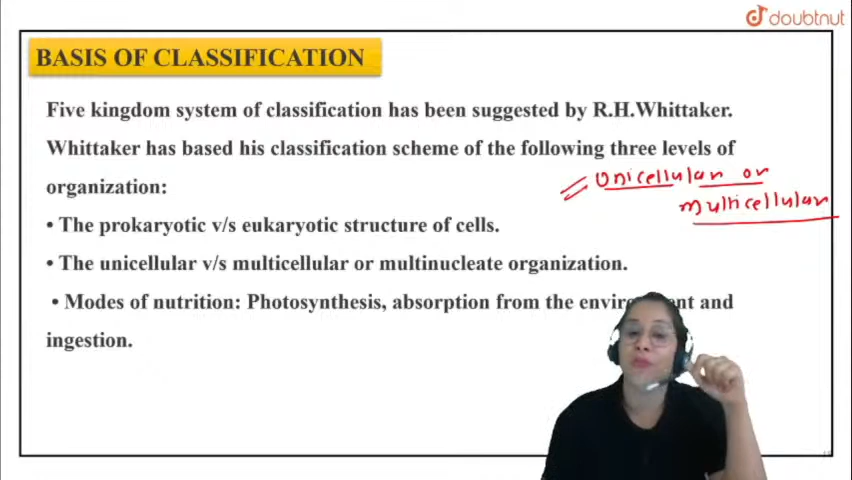 doubtnut
BASIS OF CLASSIFICATION
Five kingdom system of classification has been suggested by R.H.Whittaker.
Whittaker has based his classification scheme of the following three levels of
organization:
Unicellular or
multicellular
• The prokaryotic v/s eukaryotic structure of cells.
• The unicellular v/s multicellular or multinucleate organization.
• Modes of nutrition: Photosynthesis, absorption from the and
ingestion.